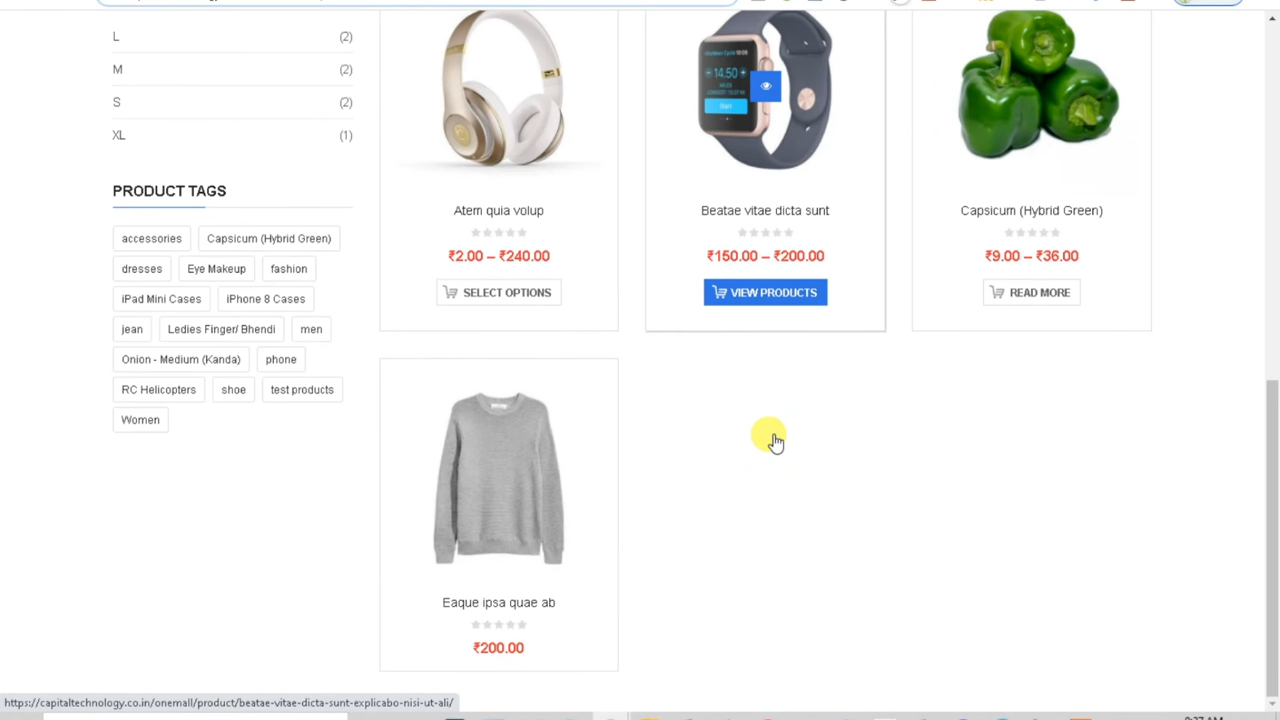 L (2)
M (2)
S (2)
XL (1)
PRODUCT TAGS
accessories Capsicum (Hybrid Green)
dresses Eye Makeup fashion
iPad Mini Cases iPhone 8 Cases
jean Ledies Finger/ Bhendi men
Onion - Medium (Kanda) phone
RC Helicopters shoe test products
Women
Atem quia volup
₹2.00 – ₹240.00
SELECT OPTIONS
14.50
Start
Beatae vitae dicta sunt
₹150.00 – ₹200.00
VIEW PRODUCTS
Capsicum (Hybrid Green)
₹9.00 – ₹36.00
READ MORE
Eaque ipsa quae ab
₹200.00
https://capitaltechnology.co.in/onemall/product/beatae-vitae-dicta-sunt-explicabo-nisi-ut-ali/